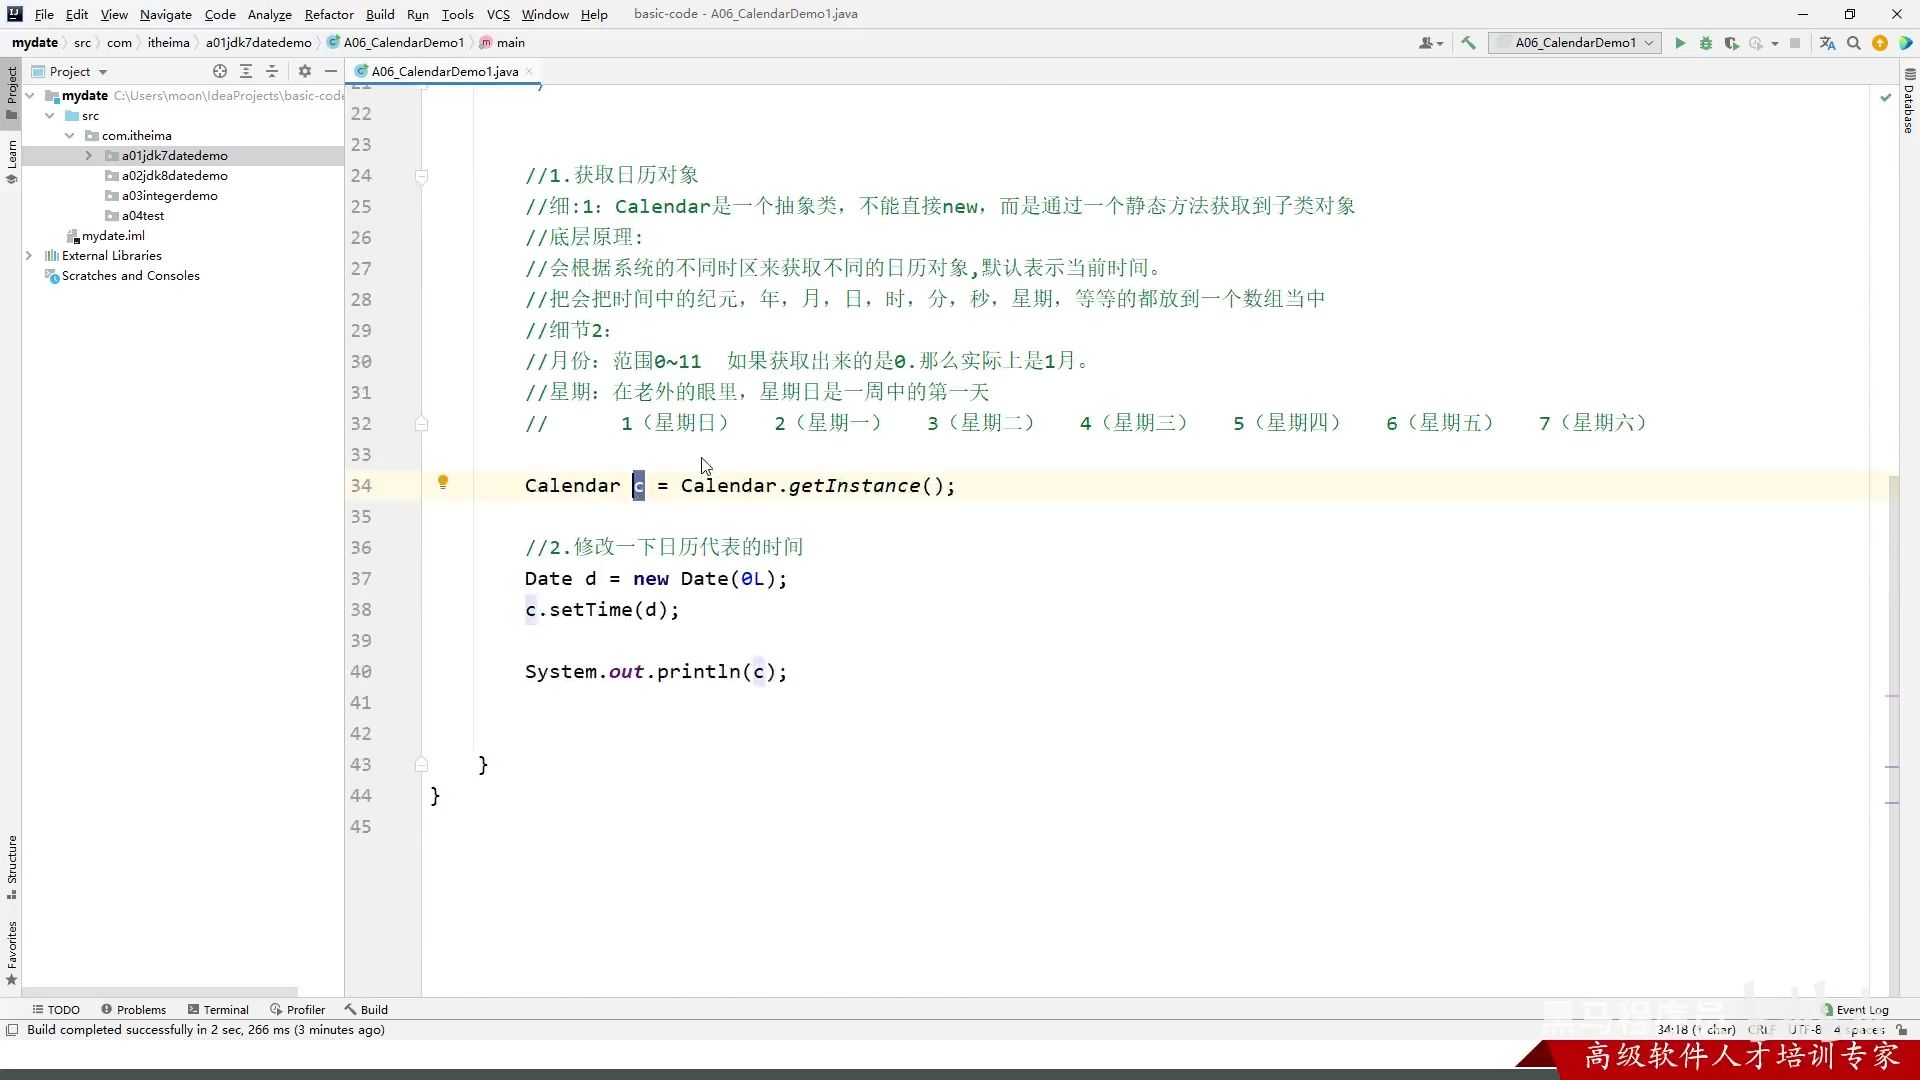 File Edit View Navigate Code Analyze Refactor Build Run Tools VCS Window Help basic-code - A06_CalendarDemo1.java
mydate src com itheima a01jdk7datedemo A06_CalendarDemo1 main A06_CalendarDemo1
Project
A06_CalendarDemo1.java
Project
Learn
Structure
Favorites
Database
mydate C:\Users\moon\IdeaProjects\basic-code
src
com.itheima
a01jdk7datedemo
a02jdk8datedemo
a03integerdemo
a04test
mydate.iml
External Libraries
Scratches and Consoles
21 }
22
23
24 //1.获取日历对象
25 //细:1：Calendar是一个抽象类，不能直接new，而是通过一个静态方法获取到子类对象
26 //底层原理：
27 //会根据系统的不同时区来获取不同的日历对象,默认表示当前时间。
28 //把会把时间中的纪元，年，月，日，时，分，秒，星期，等等的都放到一个数组当中
29 //细节2：
30 //月份：范围0~11 如果获取出来的是0.那么实际上是1月。
31 //星期：在老外的眼里，星期日是一周中的第一天
32 // 1（星期日） 2（星期一） 3（星期二） 4（星期三） 5（星期四） 6（星期五） 7（星期六）
33
34 Calendar c = Calendar.getInstance();
35
36 //2.修改一下日历代表的时间
37 Date d = new Date(0L);
38 c.setTime(d);
39
40 System.out.println(c);
41
42
43 }
44 }
45
TODO Problems Terminal Profiler Build Event Log
Build completed successfully in 2 sec, 266 ms (3 minutes ago) 34:18 (1 char) CRLF UTF-8 4 spaces
黑马程序员
高级软件人才培训专家